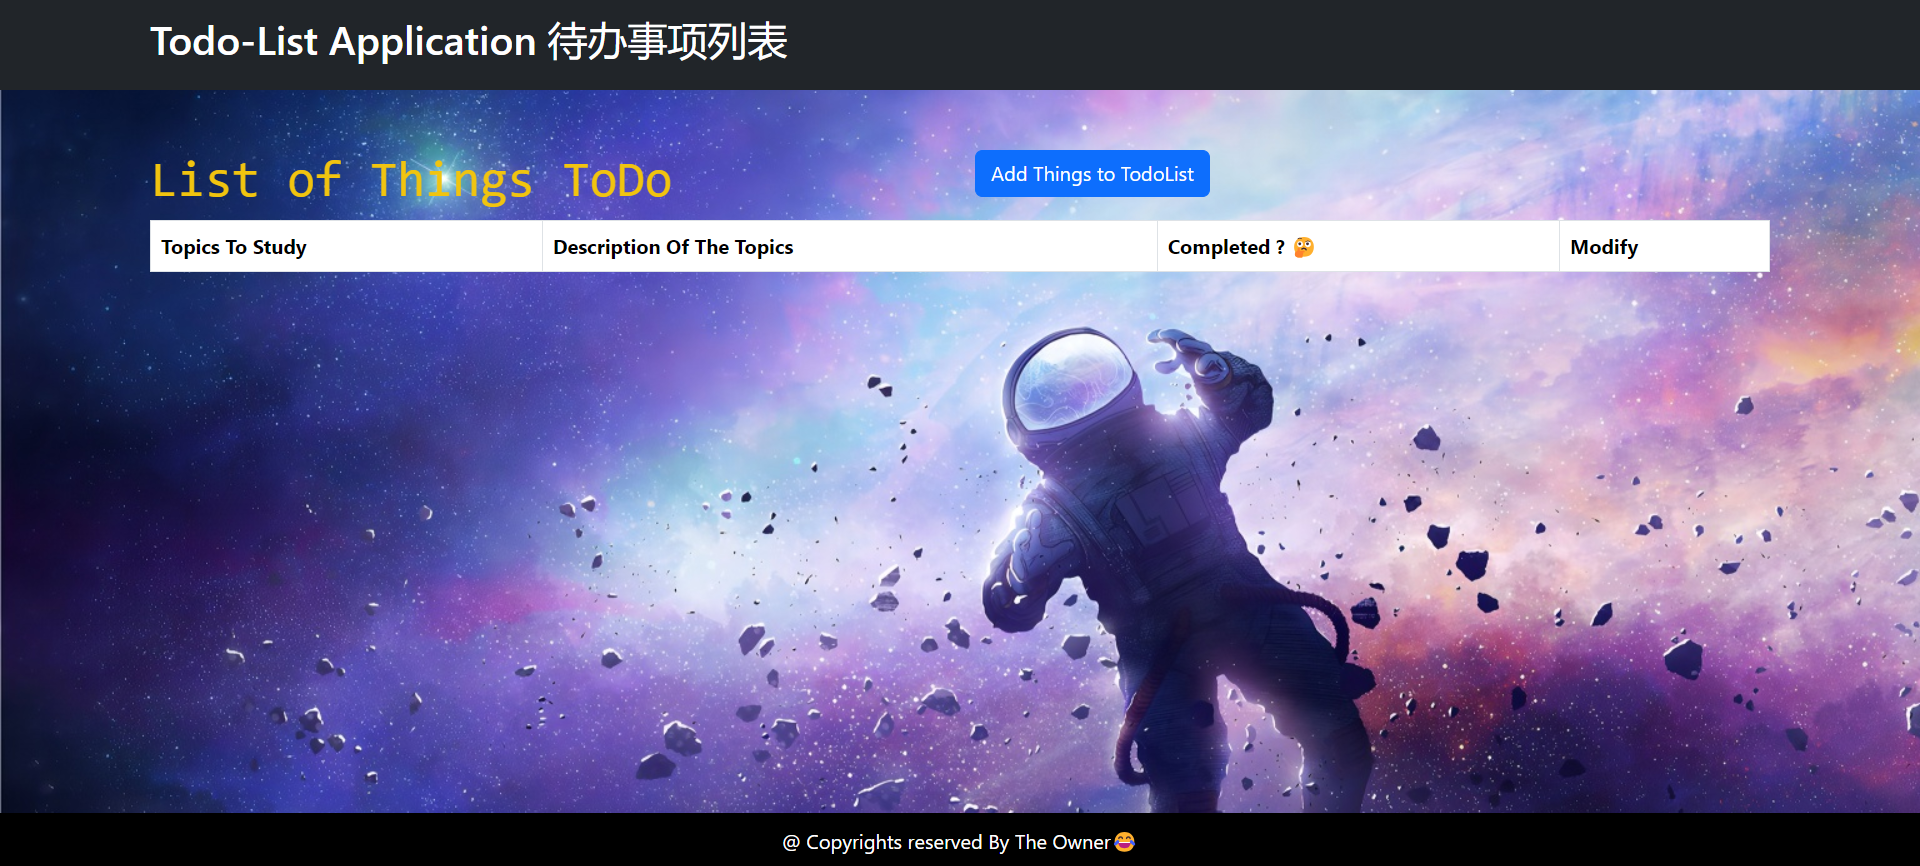 Todo-List Application 待办事项列表
List of Things ToDo
Add Things to TodoList
Topics To Study
Description Of The Topics
Completed ? 🤔
Modify
@ Copyrights reserved By The Owner😂